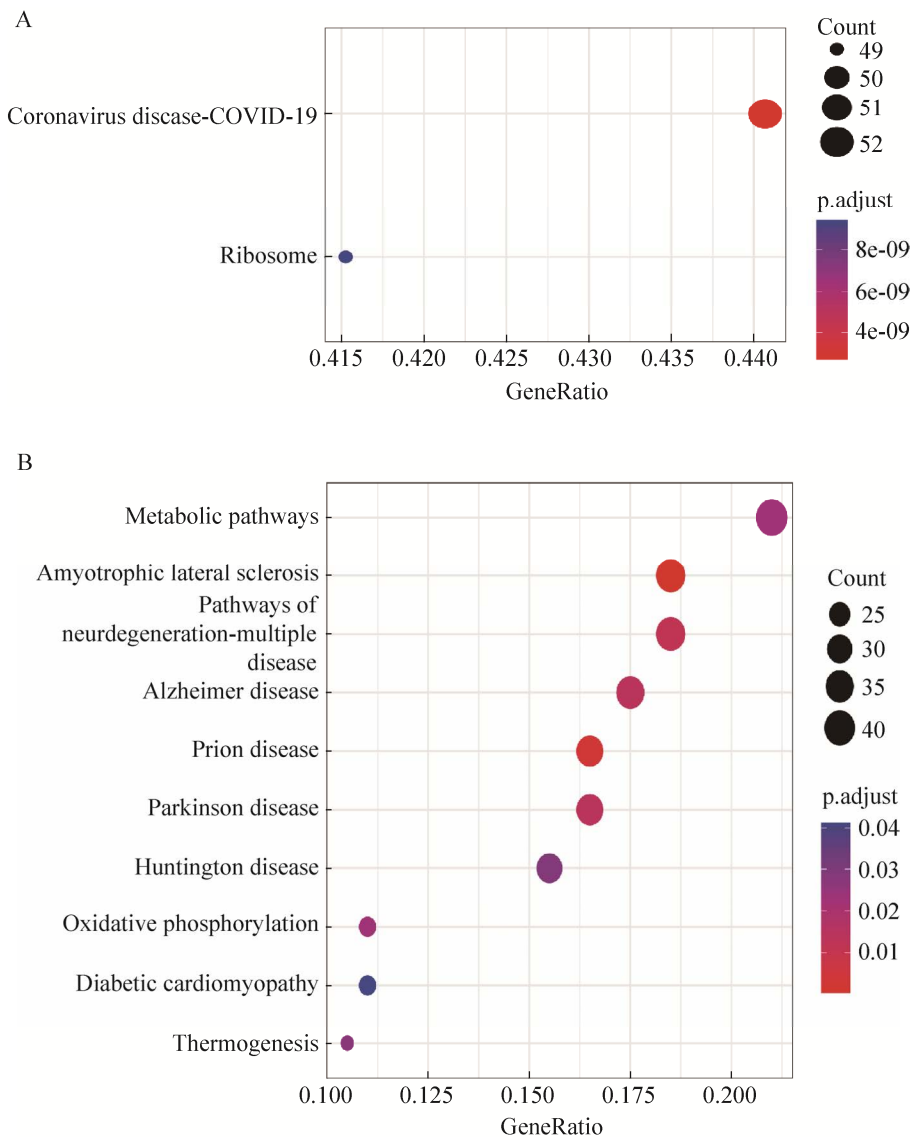 A
Coronavirus discase-COVID-19
Ribosome
0.415 0.420 0.425 0.430 0.435 0.440
GeneRatio
Count
49
50
51
52
p.adjust
8e-09
6e-09
4e-09
B
Metabolic pathways
Amyotrophic lateral sclerosis
Pathways of
neurdegeneration-multiple
disease
Alzheimer disease
Prion disease
Parkinson disease
Huntington disease
Oxidative phosphorylation
Diabetic cardiomyopathy
Thermogenesis
0.100 0.125 0.150 0.175 0.200
GeneRatio
Count
25
30
35
40
p.adjust
0.04
0.03
0.02
0.01